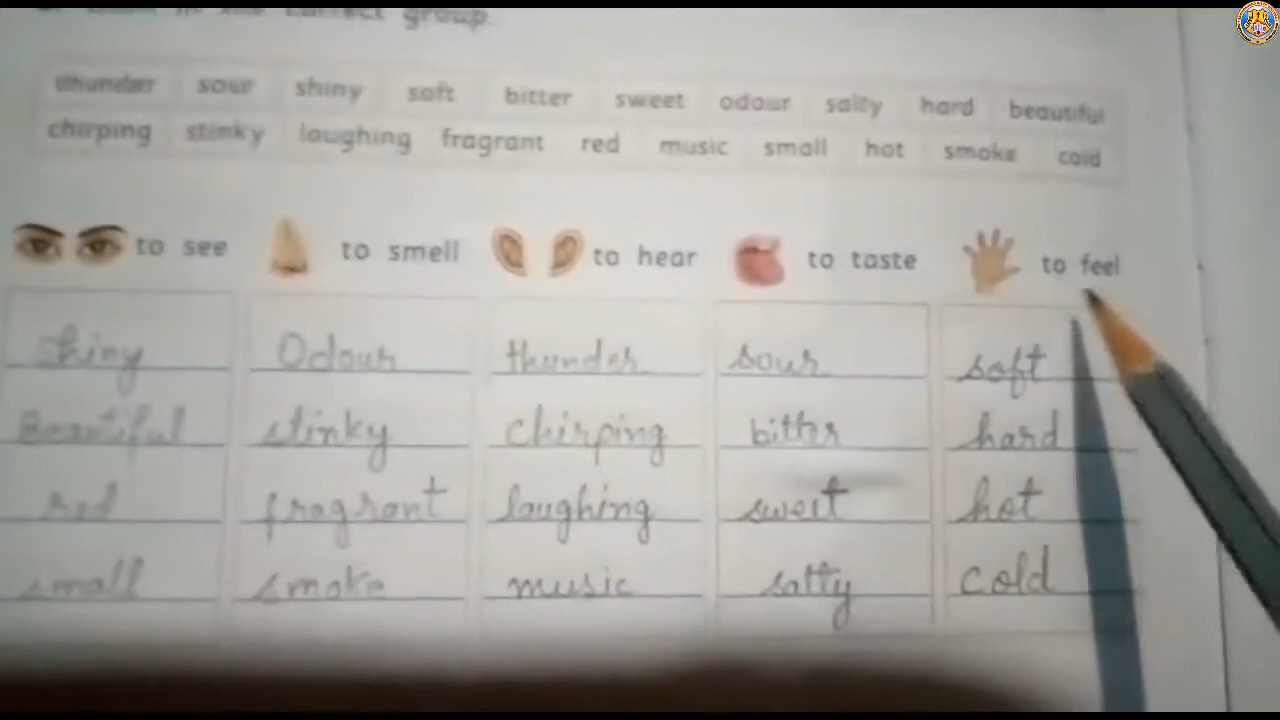 correct group.
thunder sour shiny soft bitter sweet odour salty hard beautiful
chirping stinky laughing fragrant red music small hot smoke cold
to see to smell to hear to taste to feel
shiny Odour thunder sour soft
Beautiful stinky chirping bitter hard
red fragrant laughing sweet hot
small smoke music salty cold